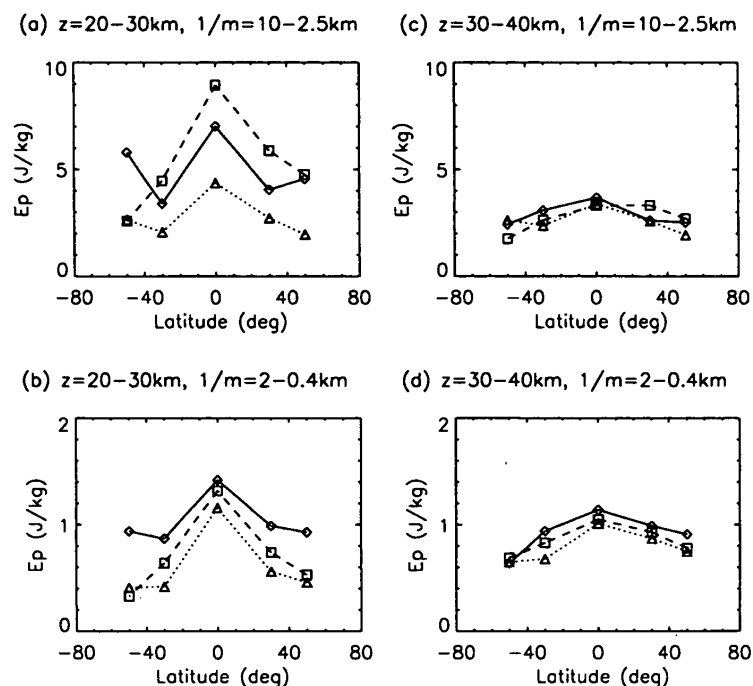 (a) z=20−30km, 1/m=10−2.5km
10
5
0
Ep (J/kg)
−80 −40 0 40 80
Latitude (deg)
(c) z=30−40km, 1/m=10−2.5km
10
5
0
Ep (J/kg)
−80 −40 0 40 80
Latitude (deg)
(b) z=20−30km, 1/m=2−0.4km
2
1
0
Ep (J/kg)
−80 −40 0 40 80
Latitude (deg)
(d) z=30−40km, 1/m=2−0.4km
2
1
0
Ep (J/kg)
−80 −40 0 40 80
Latitude (deg)